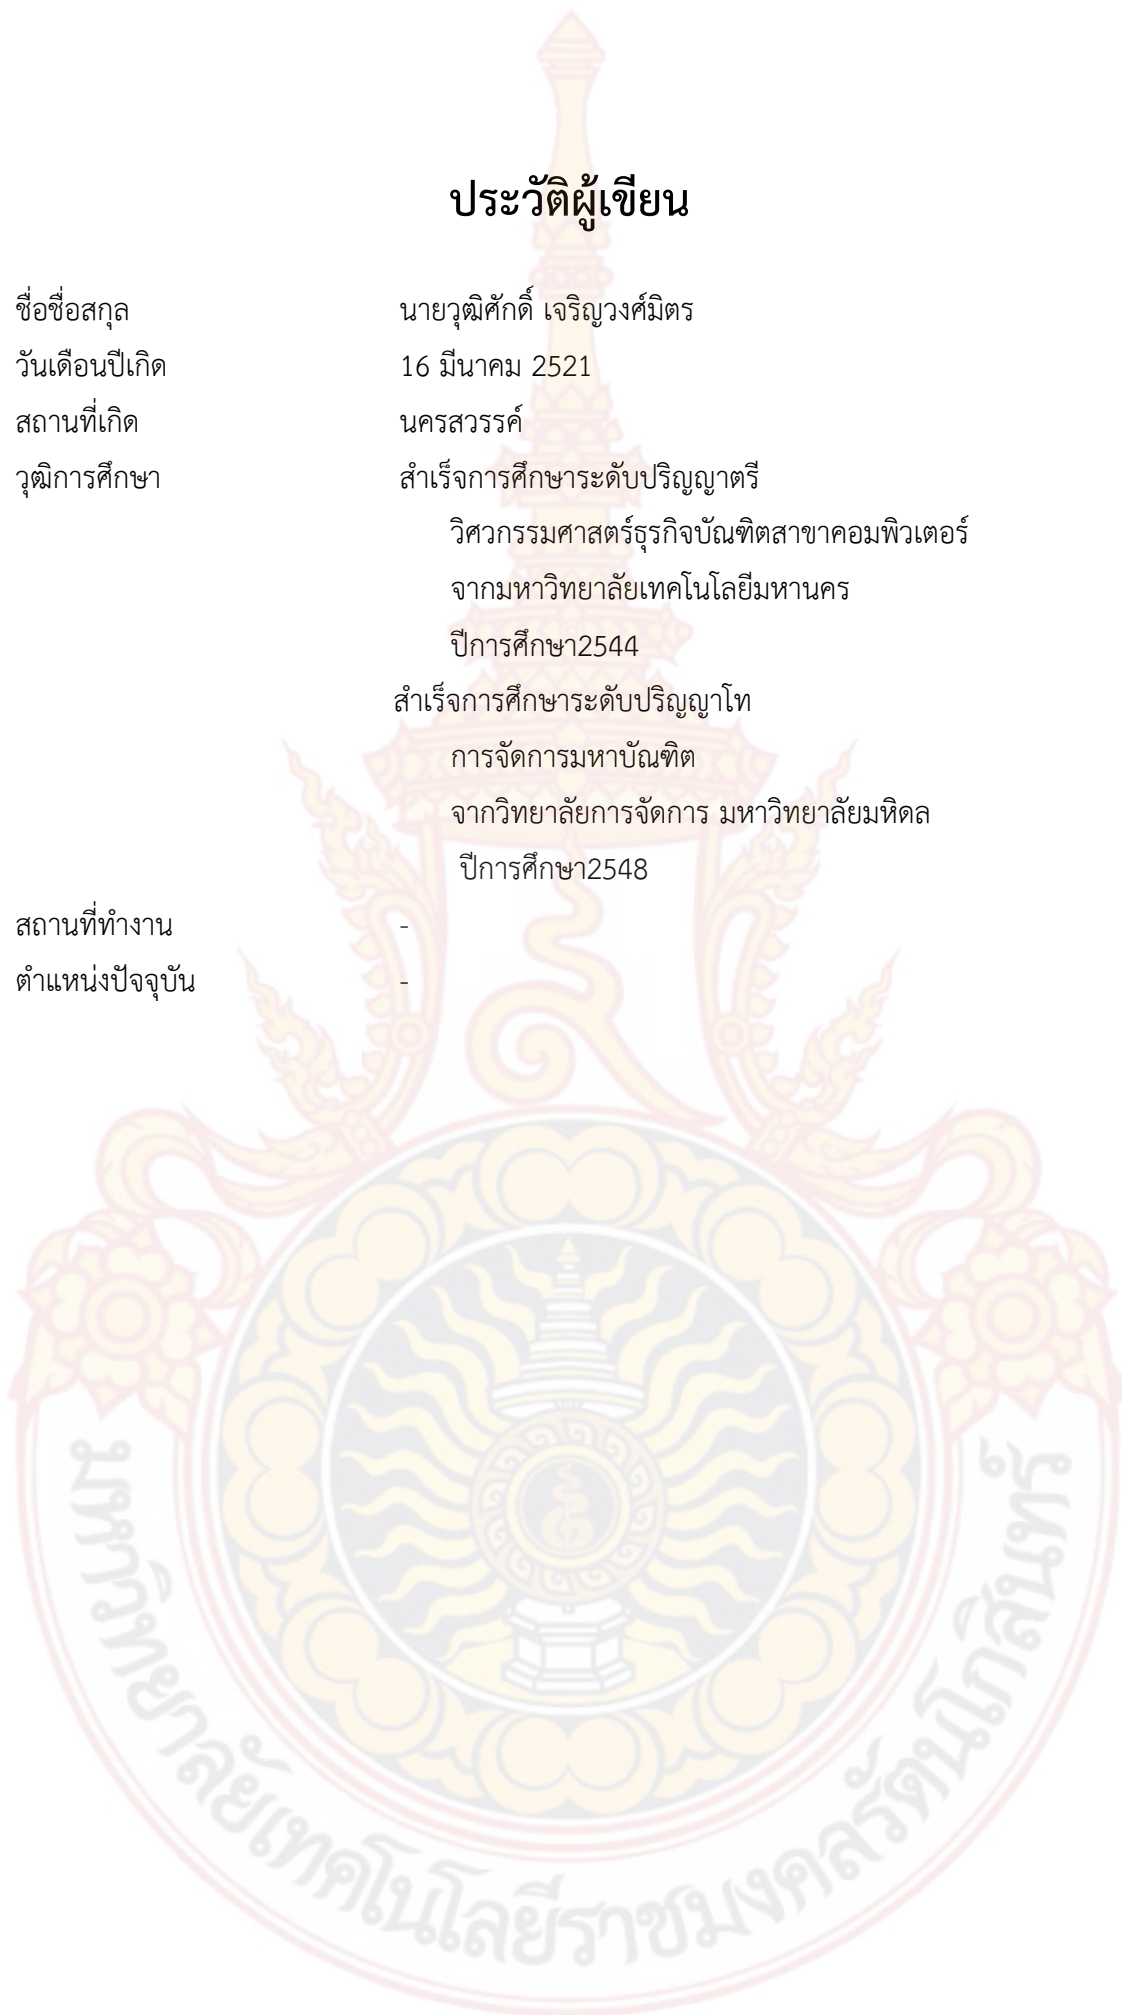 ประวัติผู้เขียน
ชื่อชื่อสกุล นายวุฒิศักดิ์ เจริญวงศ์มิตร
วันเดือนปีเกิด 16 มีนาคม 2521
สถานที่เกิด นครสวรรค์
วุฒิการศึกษา สำเร็จการศึกษาระดับปริญญาตรี
วิศวกรรมศาสตร์ธุรกิจบัณฑิตสาขาคอมพิวเตอร์
จากมหาวิทยาลัยเทคโนโลยีมหานคร
ปีการศึกษา2544
สำเร็จการศึกษาระดับปริญญาโท
การจัดการมหาบัณฑิต
จากวิทยาลัยการจัดการ มหาวิทยาลัยมหิดล
ปีการศึกษา2548
สถานที่ทำงาน -
ตำแหน่งปัจจุบัน -
มหาวิทยาลัยเทคโนโลยีราชมงคลรัตนโกสินทร์